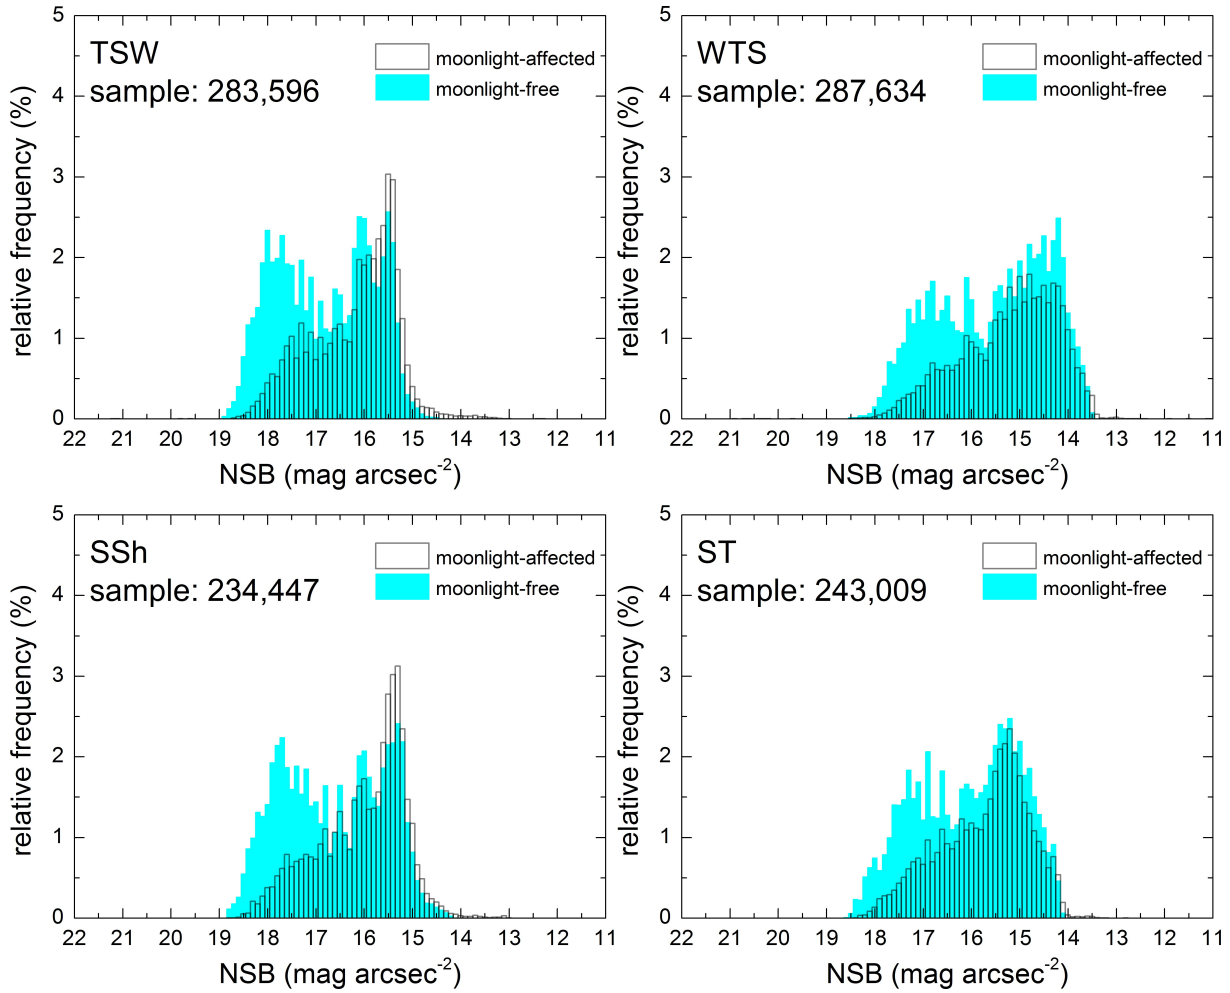 5
4
3
2
1
0
relative frequency (%)
TSW
sample: 283,596
moonlight-affected
moonlight-free
22 21 20 19 18 17 16 15 14 13 12 11
NSB (mag arcsec⁻²)
5
4
3
2
1
0
relative frequency (%)
WTS
sample: 287,634
moonlight-affected
moonlight-free
22 21 20 19 18 17 16 15 14 13 12 11
NSB (mag arcsec⁻²)
5
4
3
2
1
0
relative frequency (%)
SSh
sample: 234,447
moonlight-affected
moonlight-free
22 21 20 19 18 17 16 15 14 13 12 11
NSB (mag arcsec⁻²)
5
4
3
2
1
0
relative frequency (%)
ST
sample: 243,009
moonlight-affected
moonlight-free
22 21 20 19 18 17 16 15 14 13 12 11
NSB (mag arcsec⁻²)